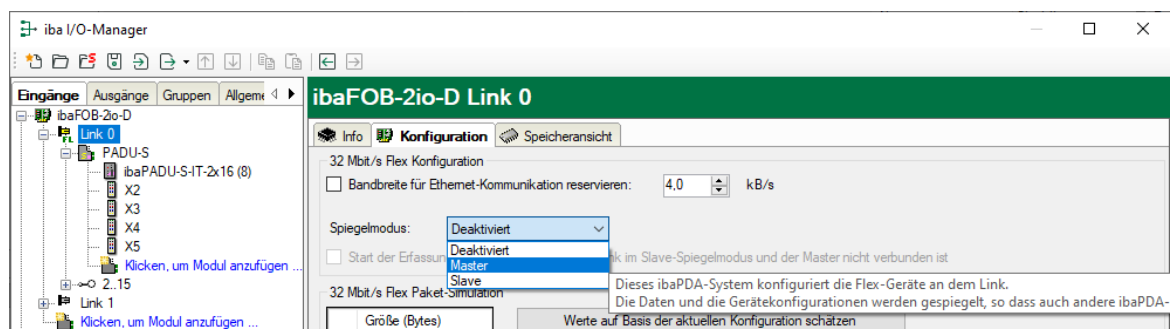 iba I/O-Manager
Eingänge Ausgänge Gruppen Allgeme
ibaFOB-2io-D Link 0
ibaFOB-2io-D
Link 0
PADU-S
ibaPADU-S-IT-2x16 (8)
X2
X3
X4
X5
Klicken, um Modul anzufügen ...
2..15
Link 1
Klicken, um Modul anzufügen ...
Info Konfiguration Speicheransicht
32 Mbit/s Flex Konfiguration
Bandbreite für Ethernet-Kommunikation reservieren: 4,0 kB/s
Spiegelmodus: Deaktiviert
Deaktiviert
Master
Slave
Start der Erfassun k im Slave-Spiegelmodus und der Master nicht verbunden ist
Dieses ibaPDA-System konfiguriert die Flex-Geräte an dem Link.
Die Daten und die Gerätekonfigurationen werden gespiegelt, so dass auch andere ibaPDA-
32 Mbit/s Flex Paket-Simulation
Größe (Bytes) Werte auf Basis der aktuellen Konfiguration schätzen